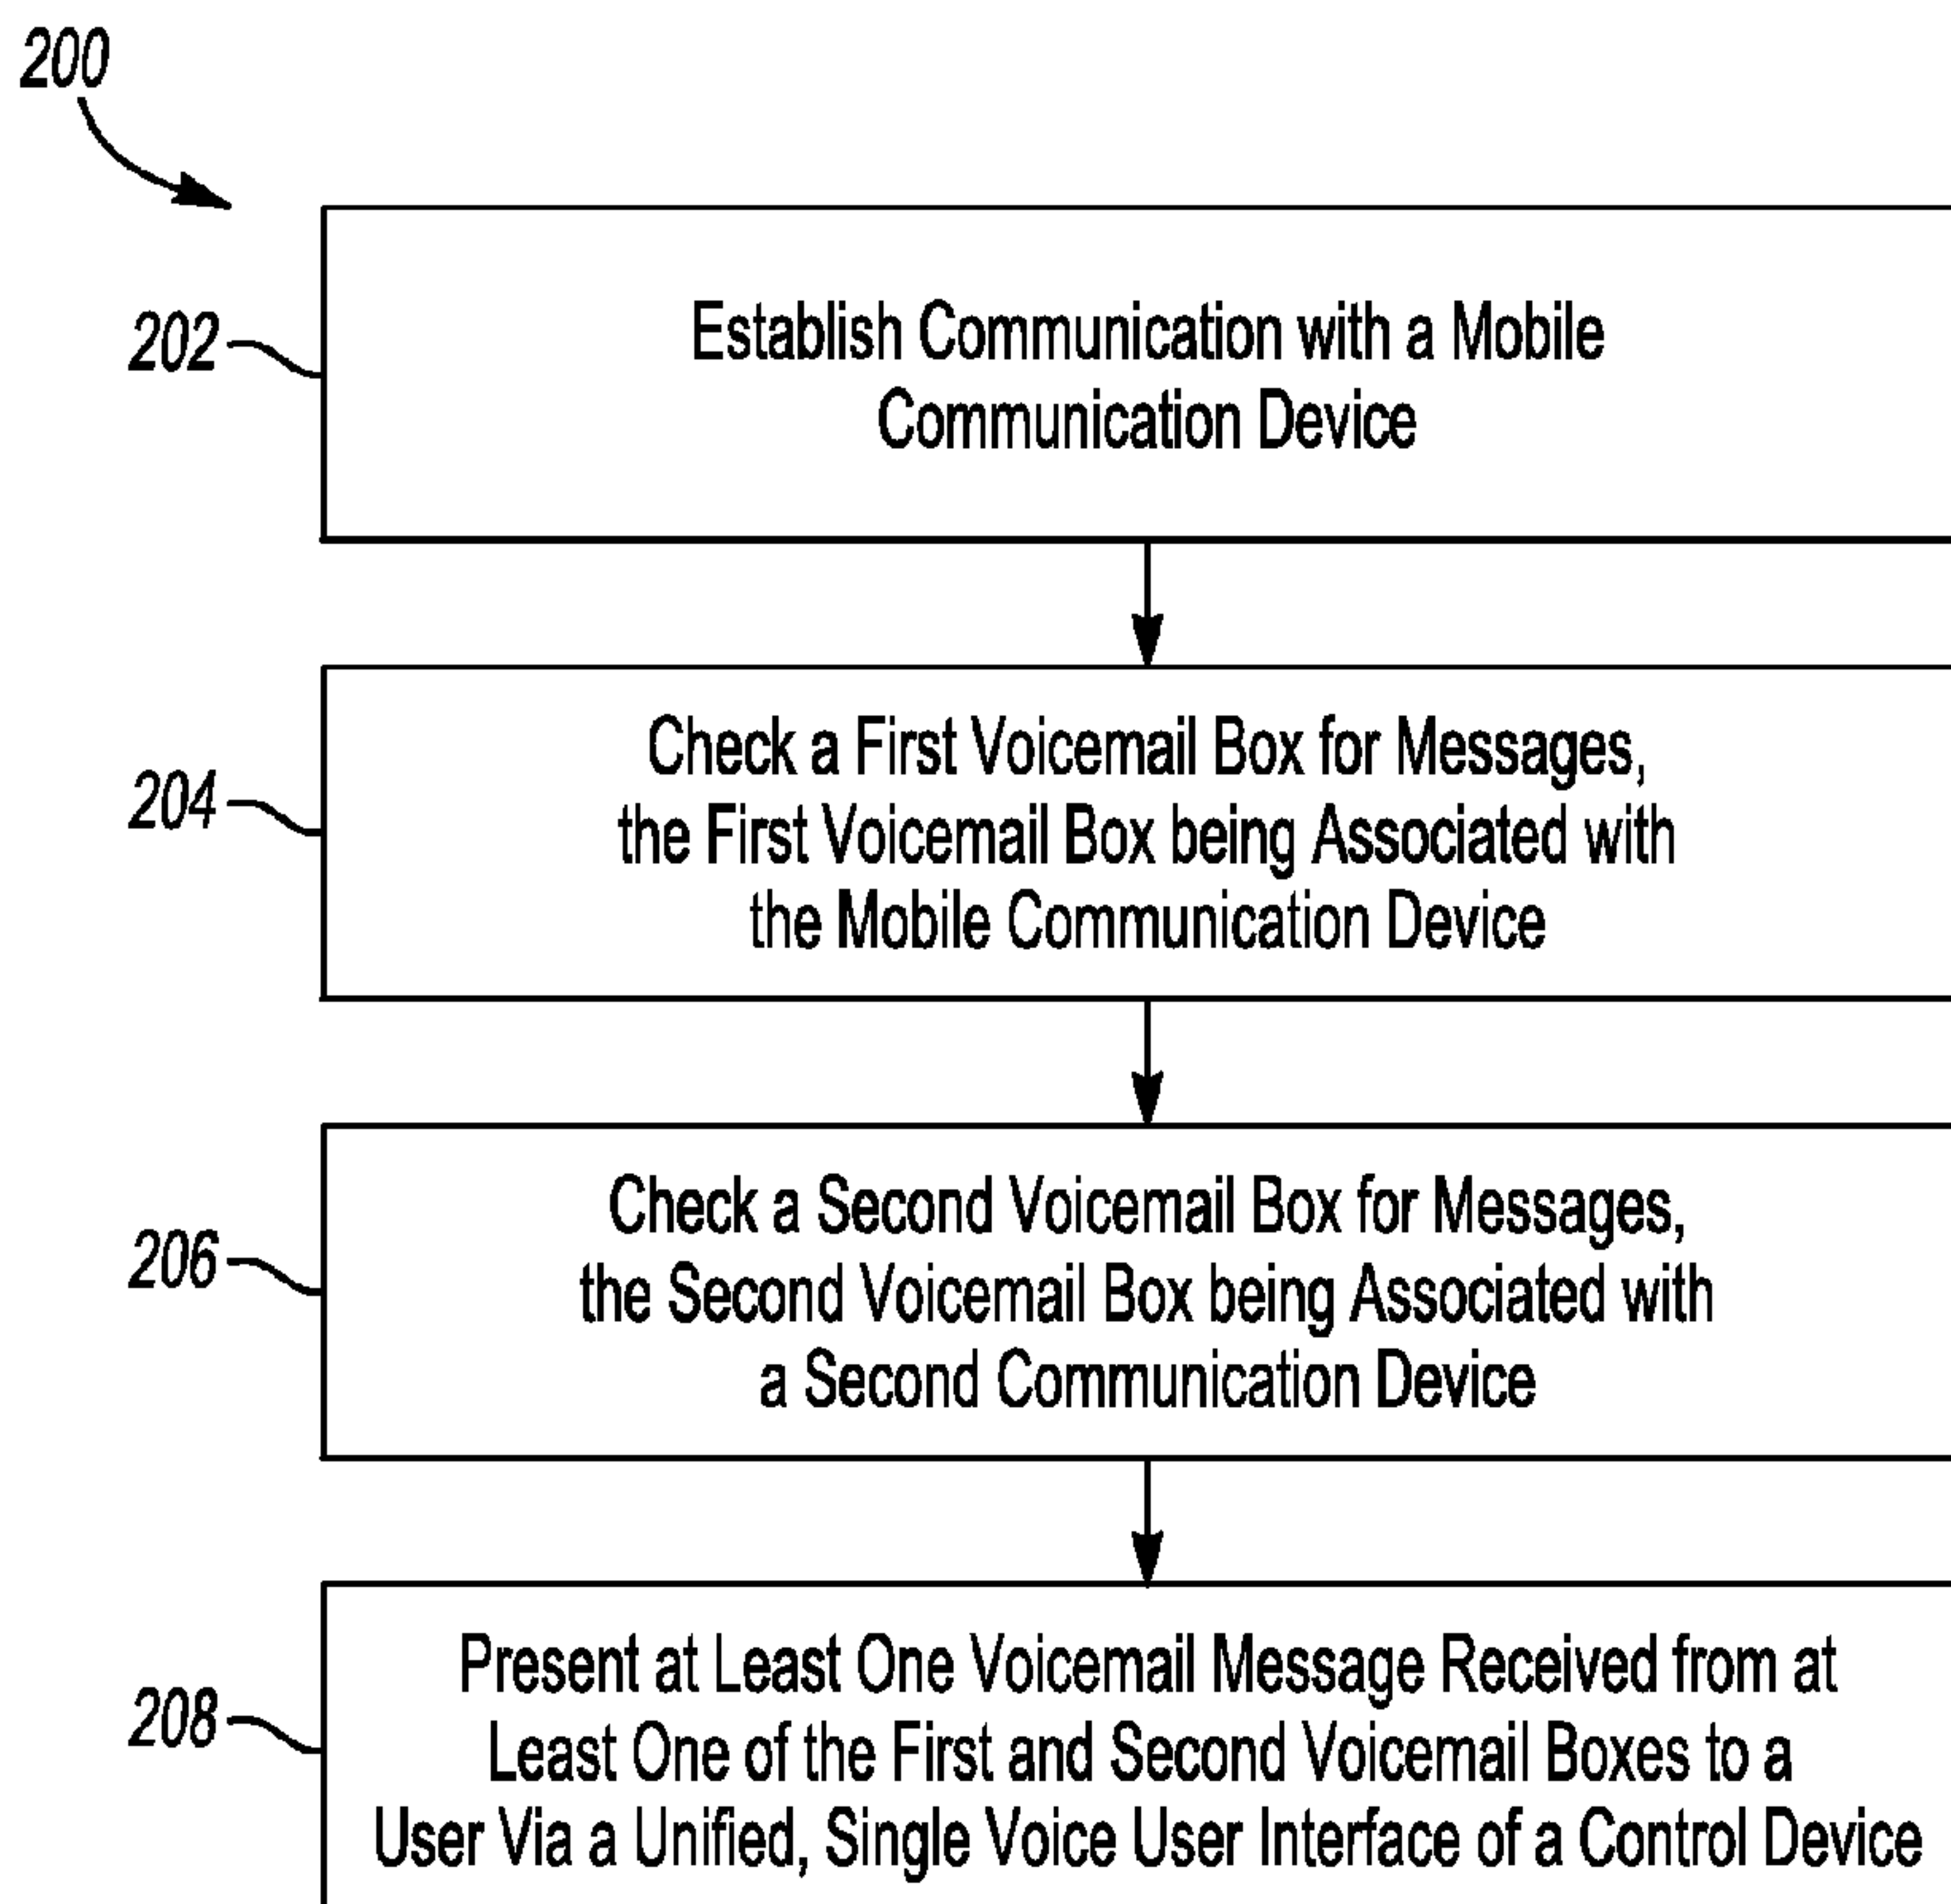 200
202
Establish Communication with a Mobile
Communication Device
204
Check a First Voicemail Box for Messages,
the First Voicemail Box being Associated with
the Mobile Communication Device
206
Check a Second Voicemail Box for Messages,
the Second Voicemail Box being Associated with
a Second Communication Device
208
Present at Least One Voicemail Message Received from at
Least One of the First and Second Voicemail Boxes to a
User Via a Unified, Single Voice User Interface of a Control Device